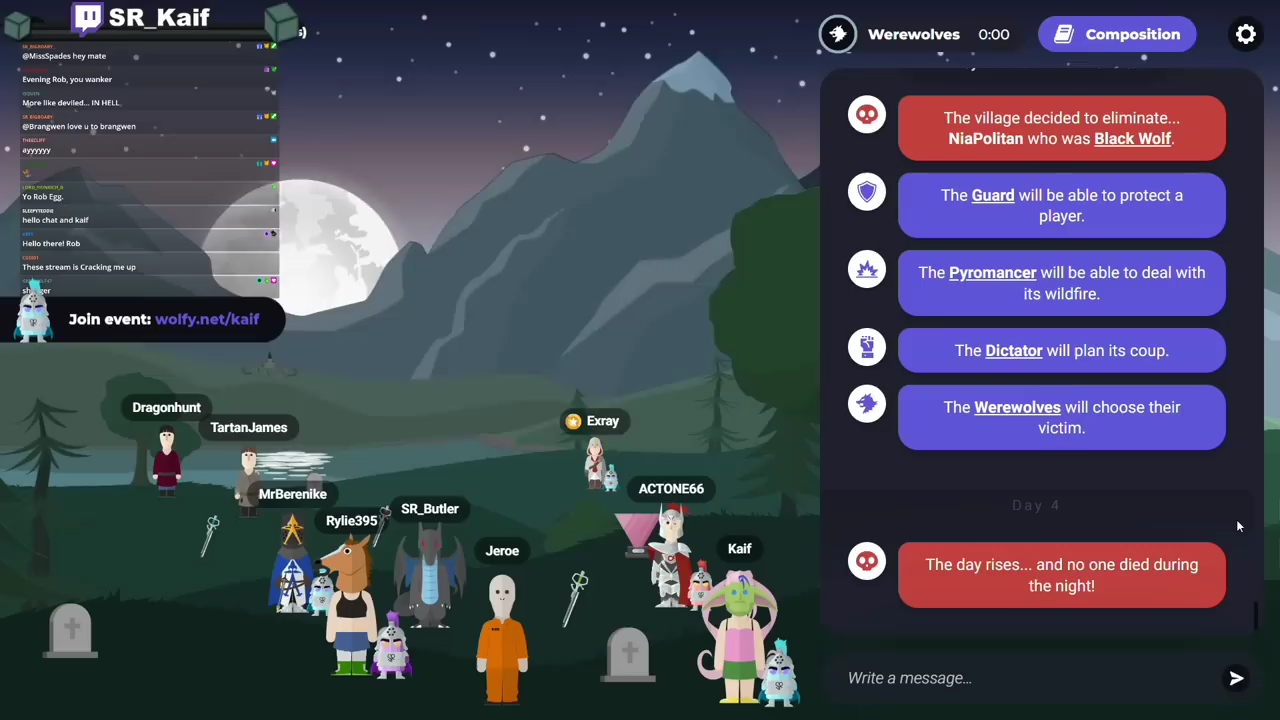 SR_Kaif
s)
SR_BIGBOABY
@MissSpades hey mate
Evening Rob, you wanker
More like deviled... IN HELL
SR_BIGBOABY
@Brangwen love u to brangwen
ayyyyyy
Yo Rob Egg.
SLEEPYTEDDIE
hello chat and kaif
Hello there! Rob
These stream is Cracking me up
Join event: wolfy.net/kaif
Dragonhunt
TartanJames
MrBerenike
Rylie395
SR_Butler
Jeroe
Exray
ACTONE66
Kaif
Werewolves 0:00 Composition
The village decided to eliminate...
NiaPolitan who was Black Wolf.
The Guard will be able to protect a
player.
The Pyromancer will be able to deal with
its wildfire.
The Dictator will plan its coup.
The Werewolves will choose their
victim.
Day 4
The day rises... and no one died during
the night!
Write a message...